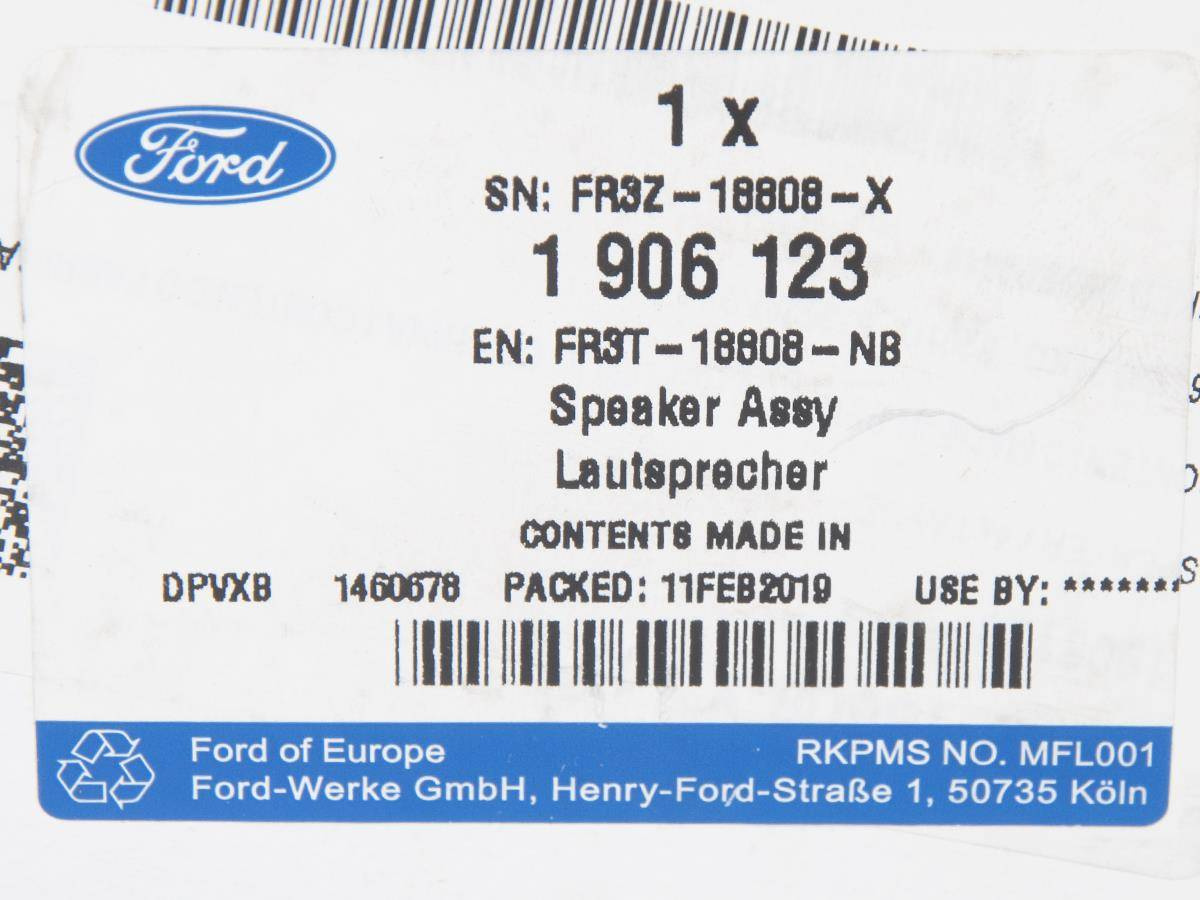 Ford
1 x
SN: FR3Z-18808-X
1 906 123
EN: FR3T-18808-NB
Speaker Assy
Lautsprecher
CONTENTS MADE IN
DPVXB 1460678 PACKED: 11FEB2019 USE BY: *******
Ford of Europe RKPMS NO. MFL001
Ford-Werke GmbH, Henry-Ford-Straße 1, 50735 Köln